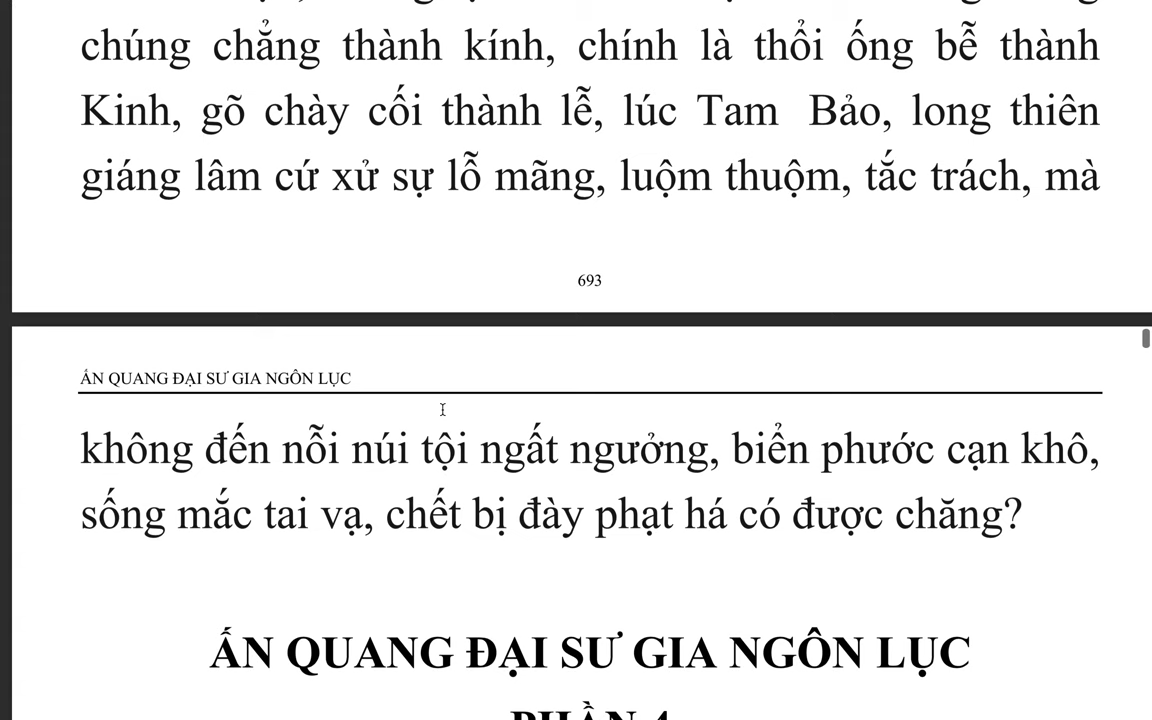 chúng chẳng thành kính, chính là thổi ống bễ thành
Kinh, gõ chày cối thành lễ, lúc Tam Bảo, long thiên
giáng lâm cứ xử sự lỗ mãng, luộm thuộm, tắc trách, mà
693
ẤN QUANG ĐẠI SƯ GIA NGÔN LỤC
không đến nỗi núi tội ngất ngưởng, biển phước cạn khô,
sống mắc tai vạ, chết bị đày phạt há có được chăng?
ẤN QUANG ĐẠI SƯ GIA NGÔN LỤC
PHẦN 4